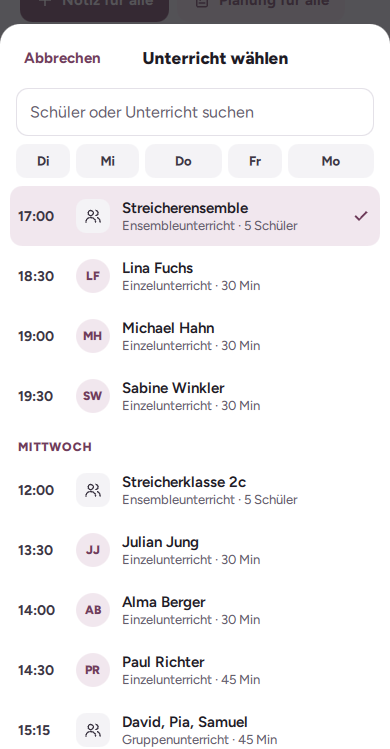 Notiz für alle
Planung für alle
Abbrechen
Unterricht wählen
Schüler oder Unterricht suchen
Di
Mi
Do
Fr
Mo
17:00
Streicherensemble
Ensembleunterricht · 5 Schüler
18:30
LF
Lina Fuchs
Einzelunterricht · 30 Min
19:00
MH
Michael Hahn
Einzelunterricht · 30 Min
19:30
SW
Sabine Winkler
Einzelunterricht · 30 Min
MITTWOCH
12:00
Streicherklasse 2c
Ensembleunterricht · 5 Schüler
13:30
JJ
Julian Jung
Einzelunterricht · 30 Min
14:00
AB
Alma Berger
Einzelunterricht · 30 Min
14:30
PR
Paul Richter
Einzelunterricht · 45 Min
15:15
David, Pia, Samuel
Gruppenunterricht · 45 Min